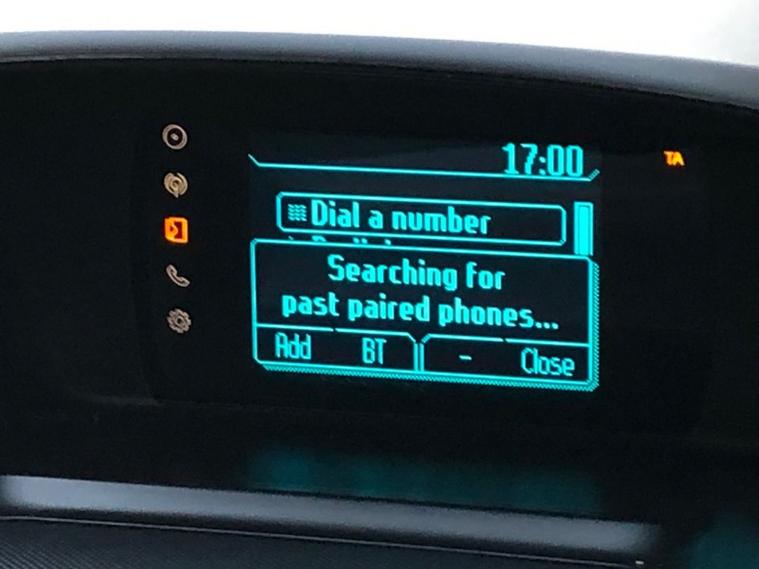 17:00
TA
Dial a number
Searching for
past paired phones...
Add BT - Close